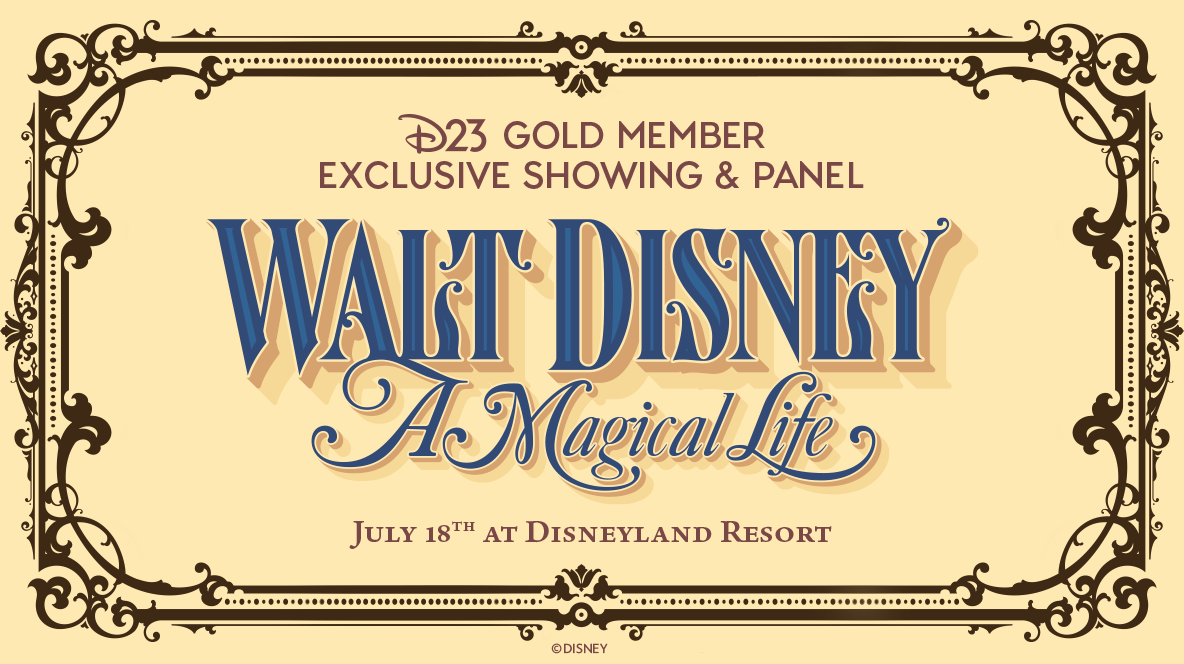 D23 GOLD MEMBER
EXCLUSIVE SHOWING & PANEL
WALT DISNEY
A Magical Life
JULY 18TH AT DISNEYLAND RESORT
©DISNEY